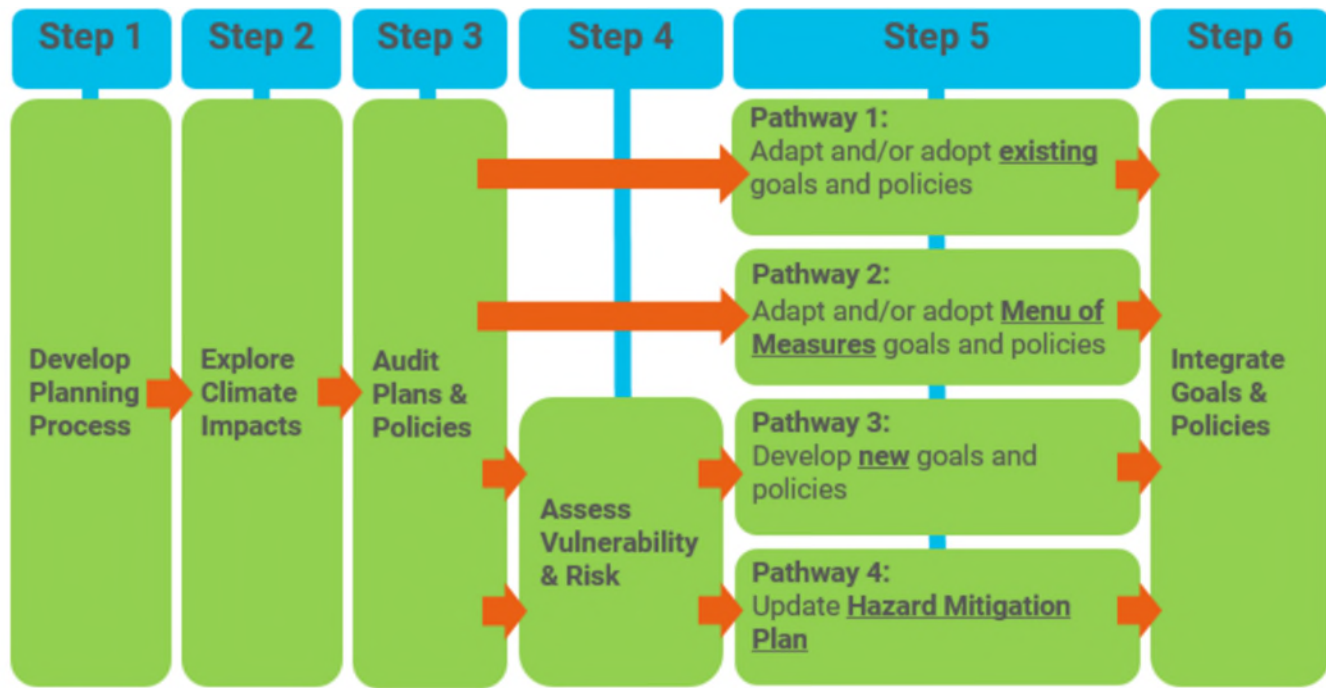 Step 1
Step 2
Step 3
Step 4
Step 5
Step 6
Develop
Planning
Process
Explore
Climate
Impacts
Audit
Plans &
Policies
Assess
Vulnerability
& Risk
Pathway 1:
Adapt and/or adopt existing
goals and policies
Pathway 2:
Adapt and/or adopt Menu of
Measures goals and policies
Pathway 3:
Develop new goals and
policies
Pathway 4:
Update Hazard Mitigation
Plan
Integrate
Goals &
Policies